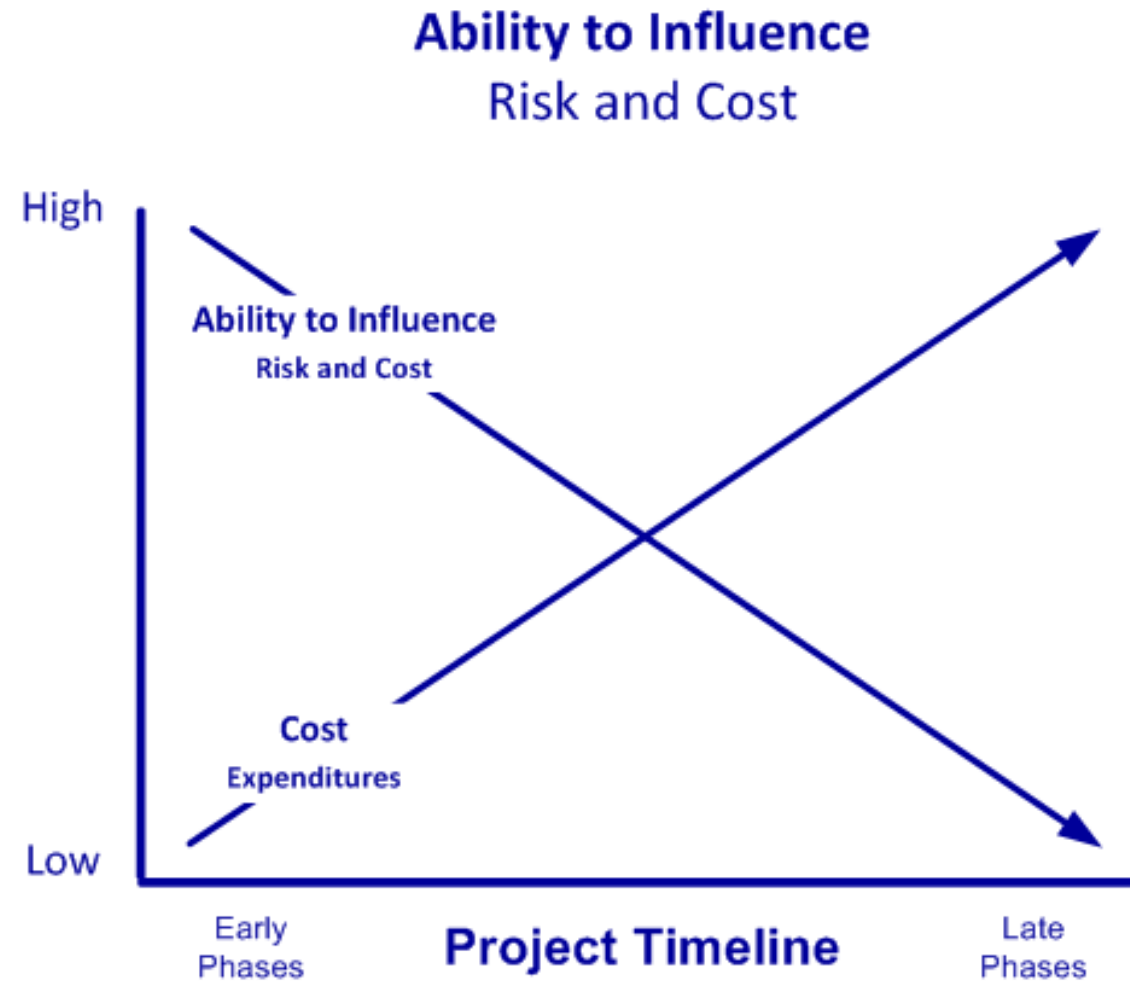 Ability to Influence
Risk and Cost
High
Ability to Influence
Risk and Cost
Cost
Expenditures
Low
Early
Phases
Project Timeline
Late
Phases